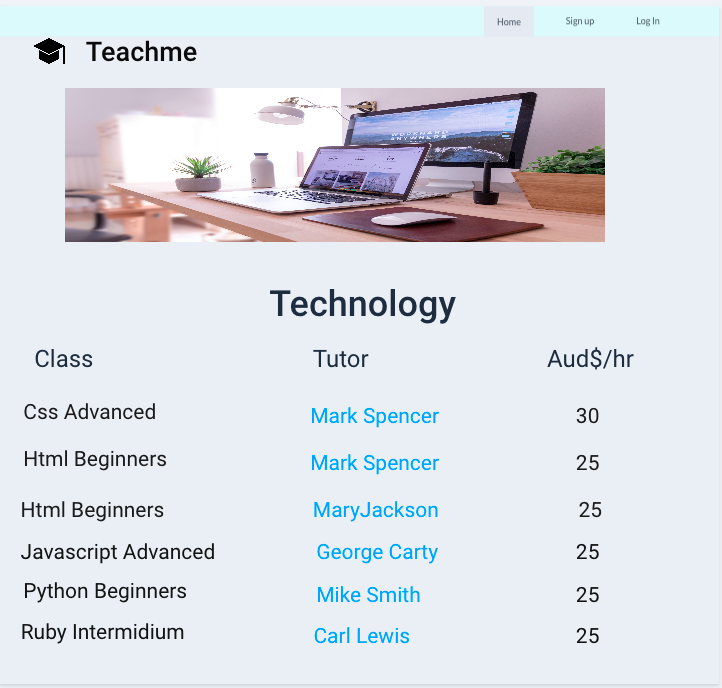 Home Sign up Log In
Teachme
WORKHARD
ANYWHERE
Technology
Class Tutor Aud$/hr
Css Advanced Mark Spencer 30
Html Beginners Mark Spencer 25
Html Beginners MaryJackson 25
Javascript Advanced George Carty 25
Python Beginners Mike Smith 25
Ruby Intermidium Carl Lewis 25